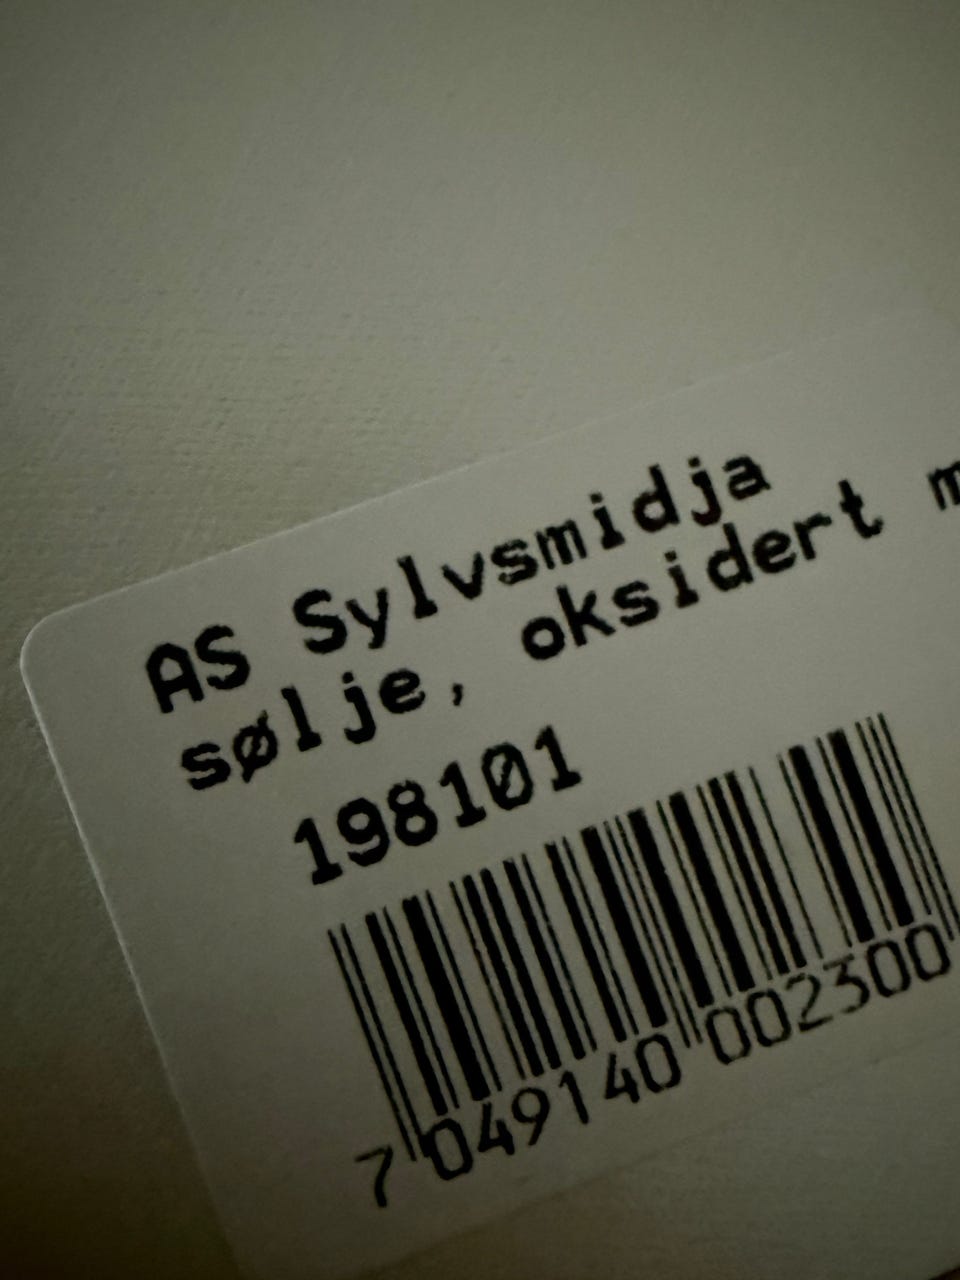 AS Sylvsmidja
sølje, oksidert m
198101
7 049140 002300